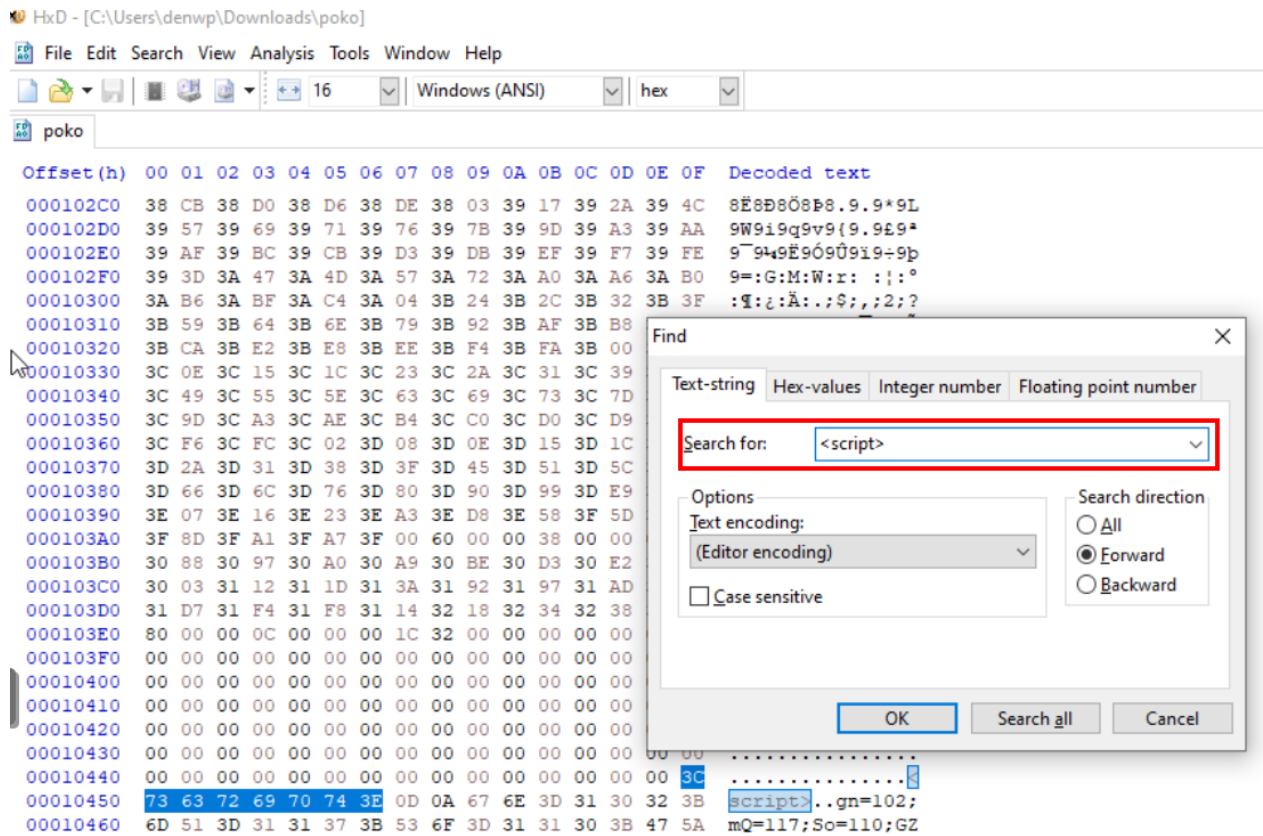 HxD - [C:\Users\denwp\Downloads\poko]
File Edit Search View Analysis Tools Window Help
16 Windows (ANSI) hex
poko
Offset(h) 00 01 02 03 04 05 06 07 08 09 0A 0B 0C 0D 0E 0F Decoded text
000102C0 38 CB 38 D0 38 D6 38 DE 38 03 39 17 39 2A 39 4C 8Ë8Ð8Ö8Þ8.9.9*9L
000102D0 39 57 39 69 39 71 39 76 39 7B 39 9D 39 A3 39 AA 9W9i9q9v9{9.9£9ª
000102E0 39 AF 39 BC 39 CB 39 D3 39 DB 39 EF 39 F7 39 FE 9¯9¼9Ë9Ó9Û9ï9÷9þ
000102F0 39 3D 3A 47 3A 4D 3A 57 3A 72 3A A0 3A A6 3A B0 9=:G:M:W:r: :¦:°
00010300 3A B6 3A BF 3A C4 3A 04 3B 24 3B 2C 3B 32 3B 3F :¶:¿:Ä:.;$;,;2;?
00010310 3B 59 3B 64 3B 6E 3B 79 3B 92 3B AF 3B B8
00010320 3B CA 3B E2 3B E8 3B EE 3B F4 3B FA 3B 00
00010330 3C 0E 3C 15 3C 1C 3C 23 3C 2A 3C 31 3C 39
00010340 3C 49 3C 55 3C 5E 3C 63 3C 69 3C 73 3C 7D
00010350 3C 9D 3C A3 3C AE 3C B4 3C C0 3C D0 3C D9
00010360 3C F6 3C FC 3C 02 3D 08 3D 0E 3D 15 3D 1C
00010370 3D 2A 3D 31 3D 38 3D 3F 3D 45 3D 51 3D 5C
00010380 3D 66 3D 6C 3D 76 3D 80 3D 90 3D 99 3D E9
00010390 3E 07 3E 16 3E 23 3E A3 3E D8 3E 58 3F 5D
000103A0 3F 8D 3F A1 3F A7 3F 00 60 00 00 38 00 00
000103B0 30 88 30 97 30 A0 30 A9 30 BE 30 D3 30 E2
000103C0 30 03 31 12 31 1D 31 3A 31 92 31 97 31 AD
000103D0 31 D7 31 F4 31 F8 31 14 32 18 32 34 32 38
000103E0 80 00 00 0C 00 00 00 1C 32 00 00 00 00 00
000103F0 00 00 00 00 00 00 00 00 00 00 00 00 00 00
00010400 00 00 00 00 00 00 00 00 00 00 00 00 00 00
00010410 00 00 00 00 00 00 00 00 00 00 00 00 00 00
00010420 00 00 00 00 00 00 00 00 00 00 00 00 00 00
00010430 00 00 00 00 00 00 00 00 00 00 00 00 00 00 00 00 ................
00010440 00 00 00 00 00 00 00 00 00 00 00 00 00 00 00 3C ...............<
00010450 73 63 72 69 70 74 3E 0D 0A 67 6E 3D 31 30 32 3B script>..gn=102;
00010460 6D 51 3D 31 31 37 3B 53 6F 3D 31 31 30 3B 47 5A mQ=117;So=110;GZ
Find
Text-string Hex-values Integer number Floating point number
Search for: <script>
Options
Text encoding:
(Editor encoding)
Case sensitive
Search direction
All
Forward
Backward
OK Search all Cancel